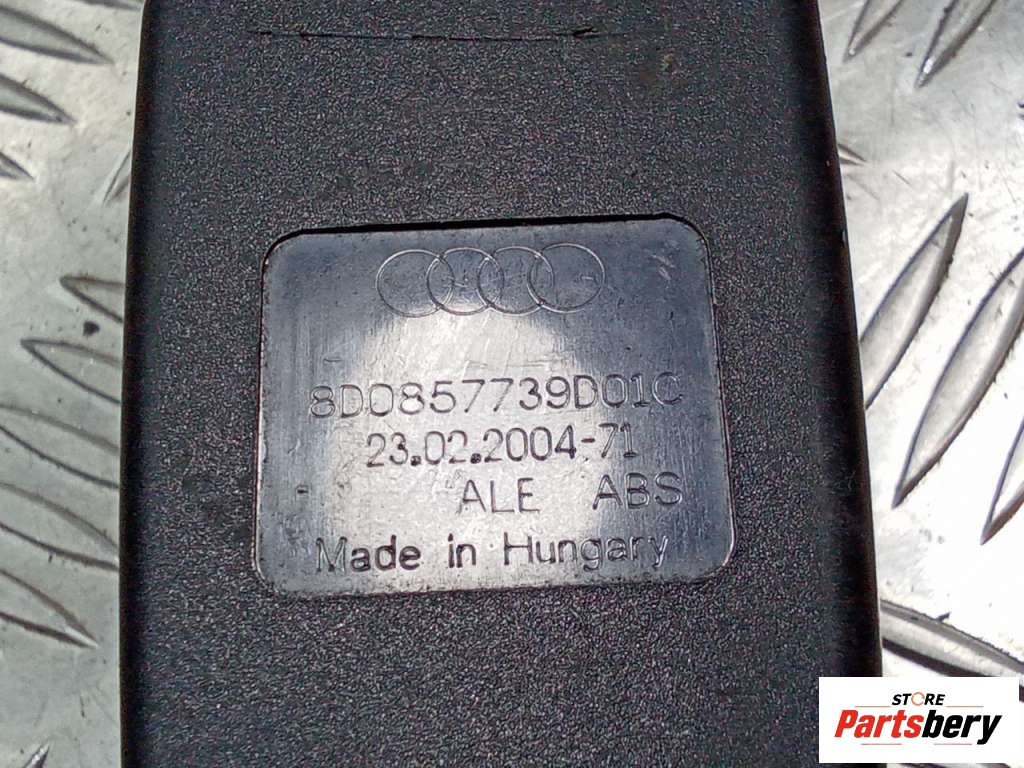 8D0857739D01C
23.02.2004-71
- ALE ABS
Made in Hungary
STORE
Partsbery